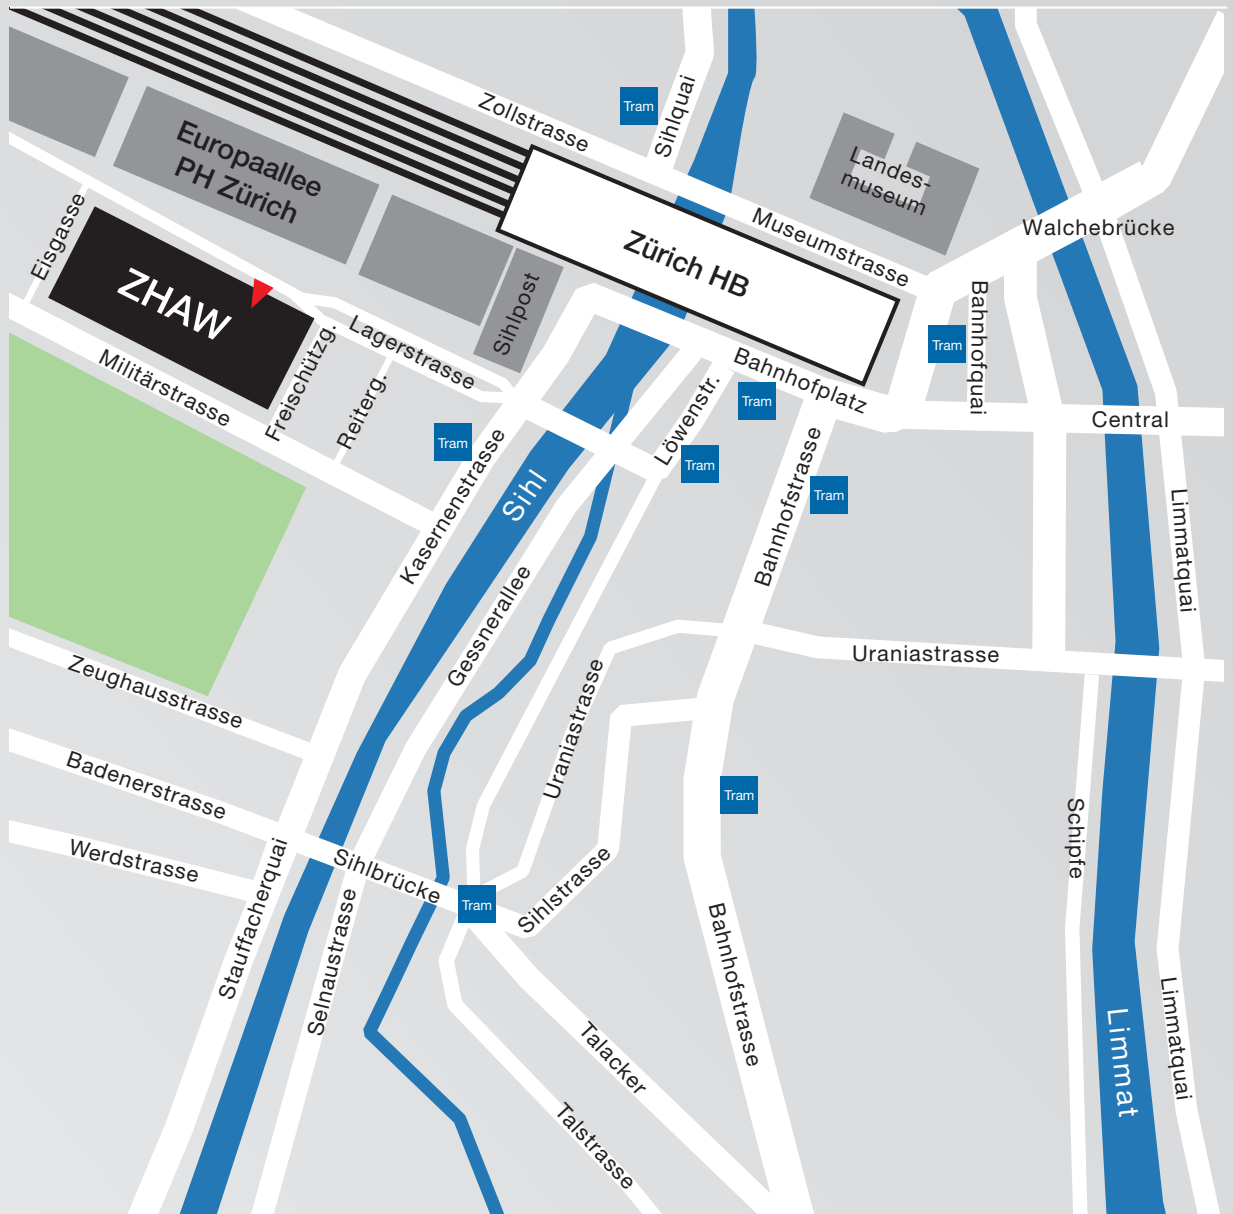 Tram
Zollstrasse
Sihlquai
Europaallee
PH Zürich
Landes-
museum
Museumstrasse
Walchebrücke
Eisgasse
ZHAW
Zürich HB
Sihlpost
Bahnhofquai
Tram
Lagerstrasse
Freischützg.
Reiterg.
Militärstrasse
Bahnhofplatz
Tram
Löwenstr.
Central
Tram
Tram
Tram
Kasernenstrasse
Sihl
Bahnhofstrasse
Limmatquai
Gessnerallee
Uraniastrasse
Zeughausstrasse
Uraniastrasse
Badenerstrasse
Tram
Schipfe
Werdstrasse
Sihlbrücke
Stauffacherquai
Tram
Sihlstrasse
Selnaustrasse
Bahnhofstrasse
Limmatquai
Limmat
Talacker
Talstrasse